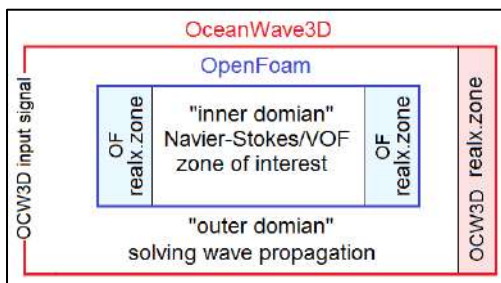 OceanWave3D
OpenFoam
OCW3D input signal
OF
realx.zone
"inner domian"
Navier-Stokes/VOF
zone of interest
OF
realx.zone
OCW3D realx.zone
"outer domian"
solving wave propagation